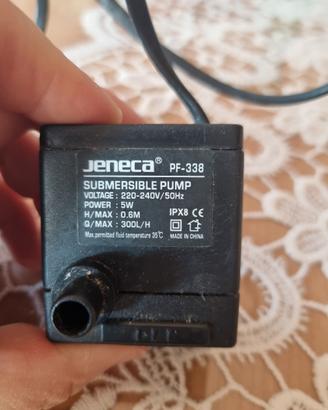 Jeneca® PF-338
SUBMERSIBLE PUMP
VOLTAGE : 220-240V/50Hz
POWER : 5W
H/MAX : 0.6M IPX8 CE
Q/MAX : 300L/H
Max.permitted fluid temperature 35°C MADE IN CHINA